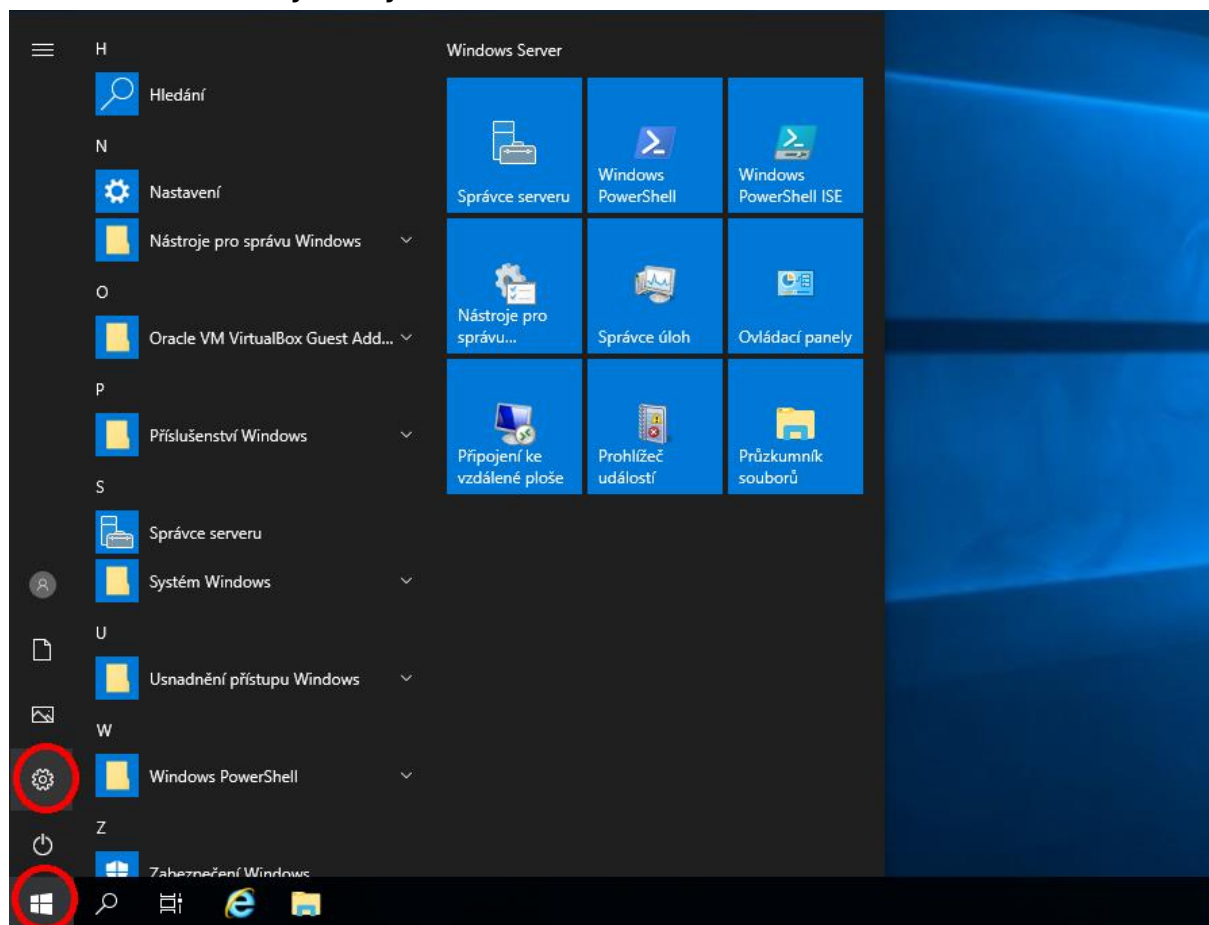 H
Hledání
N
Nastavení
Nástroje pro správu Windows
O
Oracle VM VirtualBox Guest Add...
P
Příslušenství Windows
S
Správce serveru
Systém Windows
U
Usnadnění přístupu Windows
W
Windows PowerShell
Z
Zabezpečení Windows
Windows Server
Správce serveru
Windows
PowerShell
Windows
PowerShell ISE
Nástroje pro
správu...
Správce úloh
Ovládací panely
Připojení ke
vzdálené ploše
Prohlížeč
událostí
Průzkumník
souborů